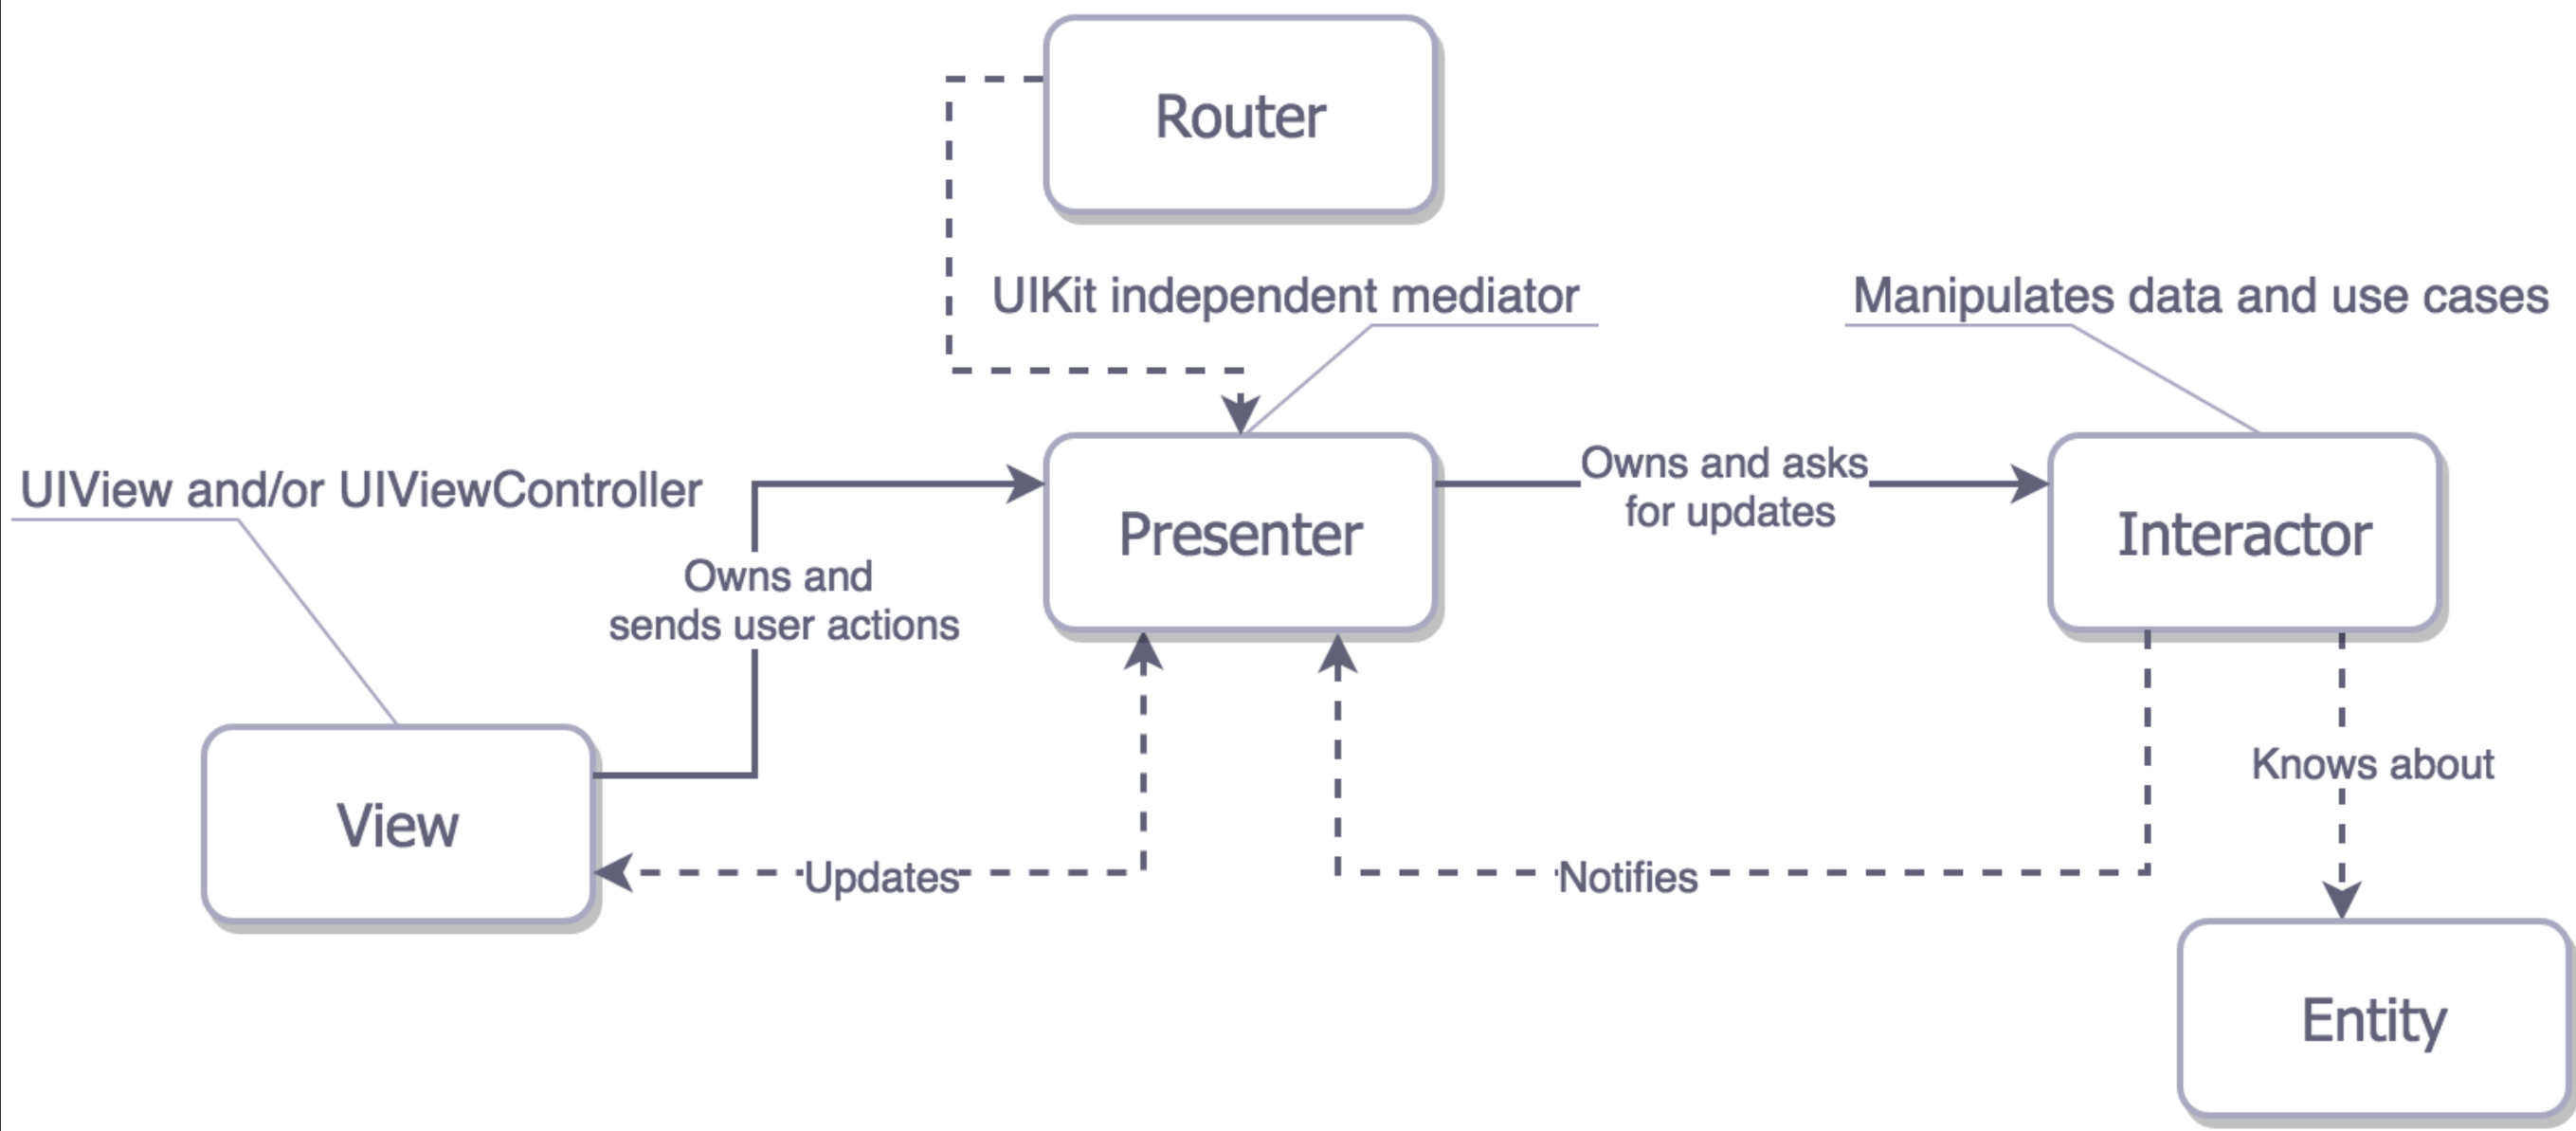 Router
UIKit independent mediator
Manipulates data and use cases
UIView and/or UIViewController
Owns and asks
for updates
Presenter
Interactor
Owns and
sends user actions
View
Updates
Notifies
Knows about
Entity